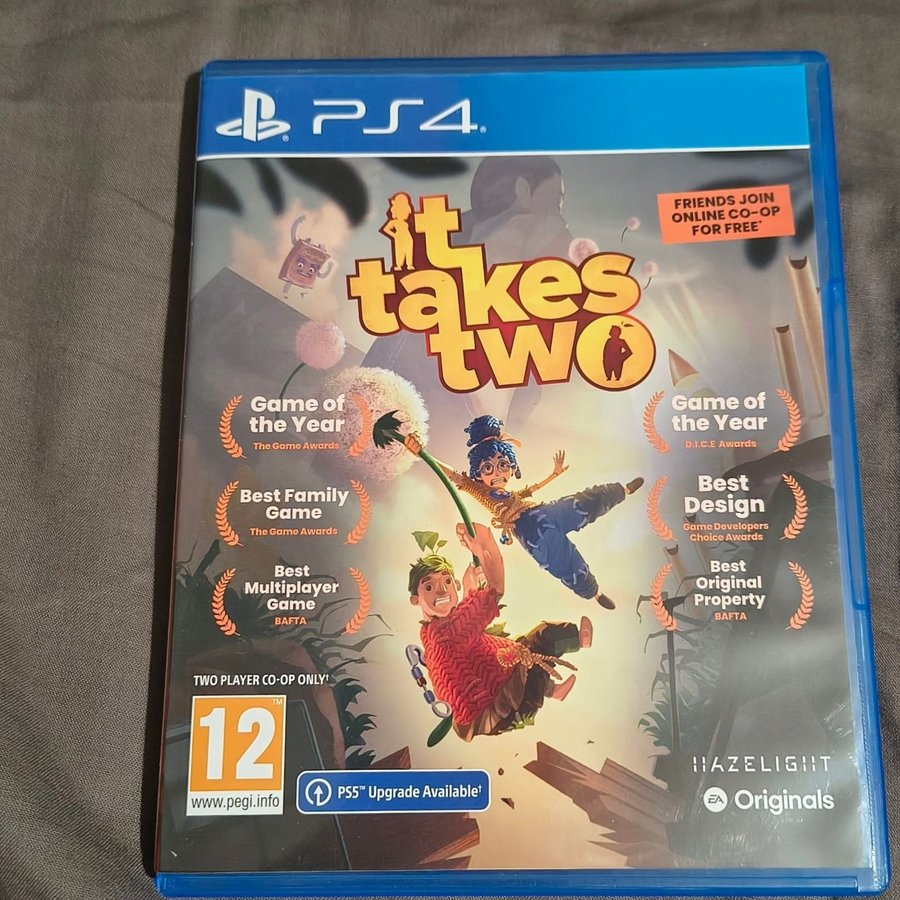 PS4
it
takes
two
FRIENDS JOIN
ONLINE CO-OP
FOR FREE*
Game of
the Year
The Game Awards
Game of
the Year
D.I.C.E Awards
Best Family
Game
The Game Awards
Best
Design
Game Developers
Choice Awards
Best
Multiplayer
Game
BAFTA
Best
Original
Property
BAFTA
TWO PLAYER CO-OP ONLY†
12™
www.pegi.info
PS5™ Upgrade Available†
HAZELIGHT
EA Originals